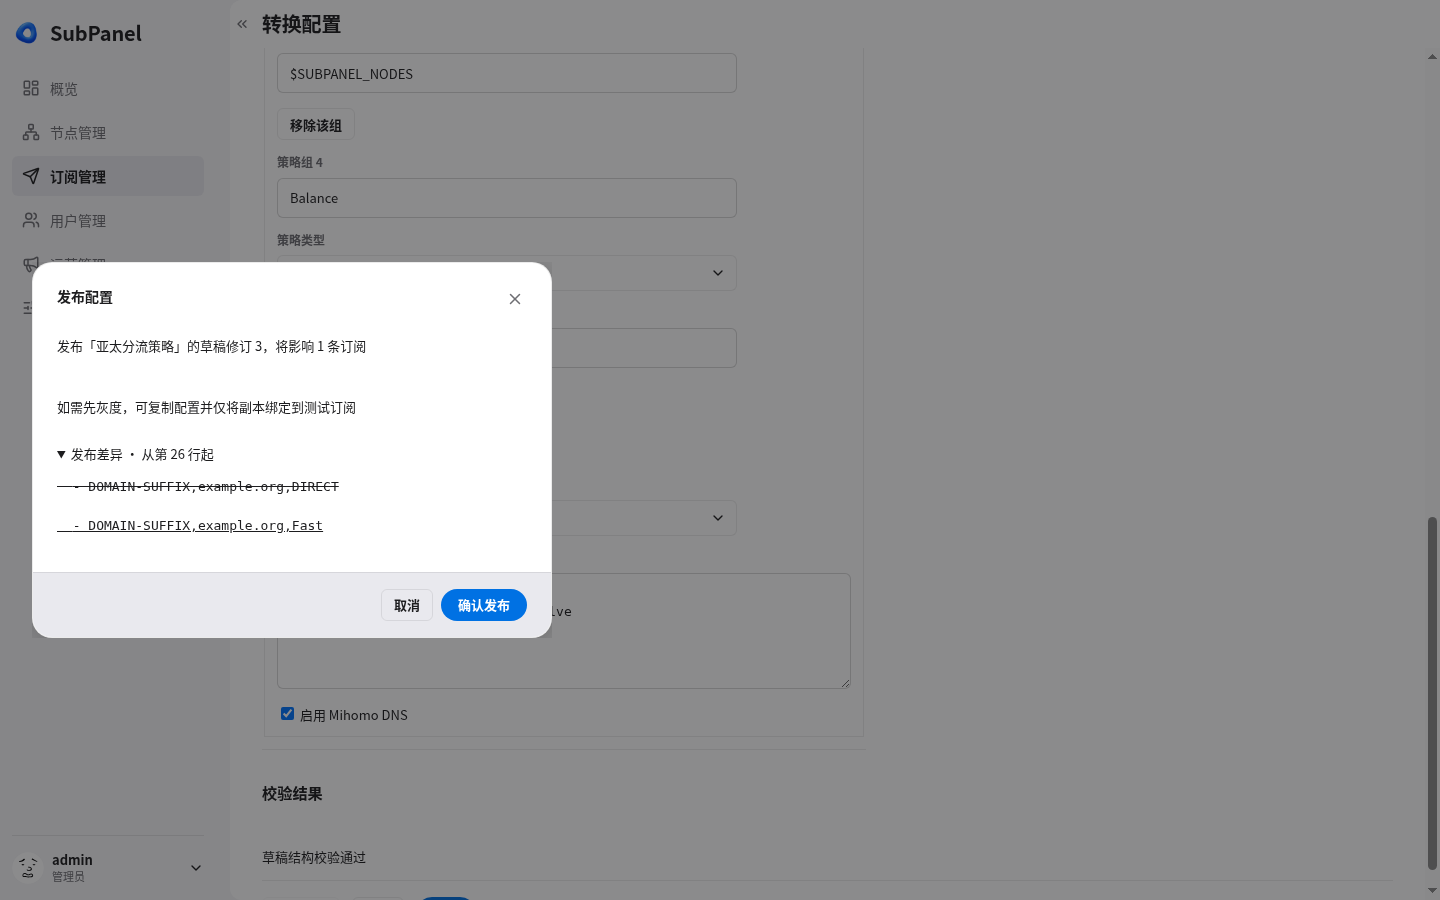 SubPanel
概览
节点管理
订阅管理
用户管理
转换配置
$SUBPANEL_NODES
移除该组
策略组 4
Balance
策略类型
发布配置
发布「亚太分流策略」的草稿修订 3，将影响 1 条订阅
如需先灰度，可复制配置并仅将副本绑定到测试订阅
发布差异 · 从第 26 行起
- DOMAIN-SUFFIX,example.org,DIRECT
- DOMAIN-SUFFIX,example.org,Fast
取消
确认发布
启用 Mihomo DNS
校验结果
草稿结构校验通过
admin
管理员